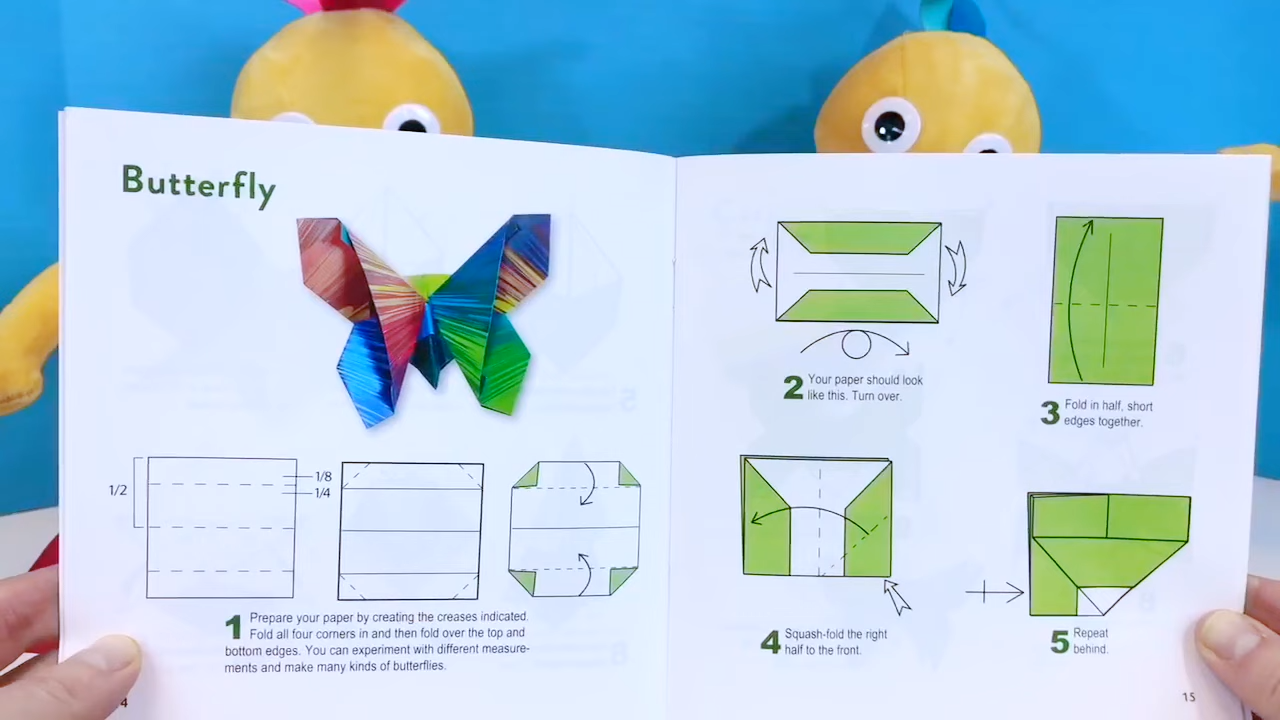 Butterfly
1/2
1/8
1/4
1 Prepare your paper by creating the creases indicated.
Fold all four corners in and then fold over the top and
bottom edges. You can experiment with different measure-
ments and make many kinds of butterflies.
4
2 Your paper should look
like this. Turn over.
3 Fold in half, short
edges together.
4 Squash-fold the right
half to the front.
5 Repeat
behind.
15